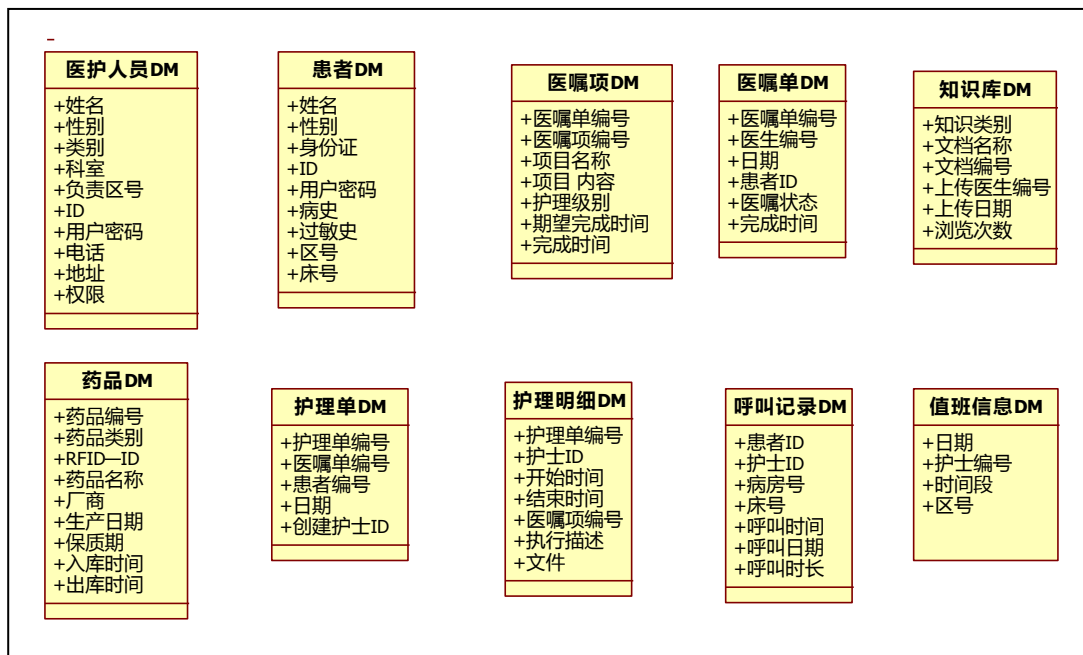 医护人员DM
+姓名
+性别
+类别
+科室
+负责区号
+ID
+用户密码
+电话
+地址
+权限
患者DM
+姓名
+性别
+身份证
+ID
+用户密码
+病史
+过敏史
+区号
+床号
医嘱项DM
+医嘱单编号
+医嘱项编号
+项目名称
+项目 内容
+护理级别
+期望完成时间
+完成时间
医嘱单DM
+医嘱单编号
+医生编号
+日期
+患者ID
+医嘱状态
+完成时间
知识库DM
+知识类别
+文档名称
+文档编号
+上传医生编号
+上传日期
+浏览次数
药品DM
+药品编号
+药品类别
+RFID—ID
+药品名称
+厂商
+生产日期
+保质期
+入库时间
+出库时间
护理单DM
+护理单编号
+医嘱单编号
+患者编号
+日期
+创建护士ID
护理明细DM
+护理单编号
+护士ID
+开始时间
+结束时间
+医嘱项编号
+执行描述
+文件
呼叫记录DM
+患者ID
+护士ID
+病房号
+床号
+呼叫时间
+呼叫日期
+呼叫时长
值班信息DM
+日期
+护士编号
+时间段
+区号